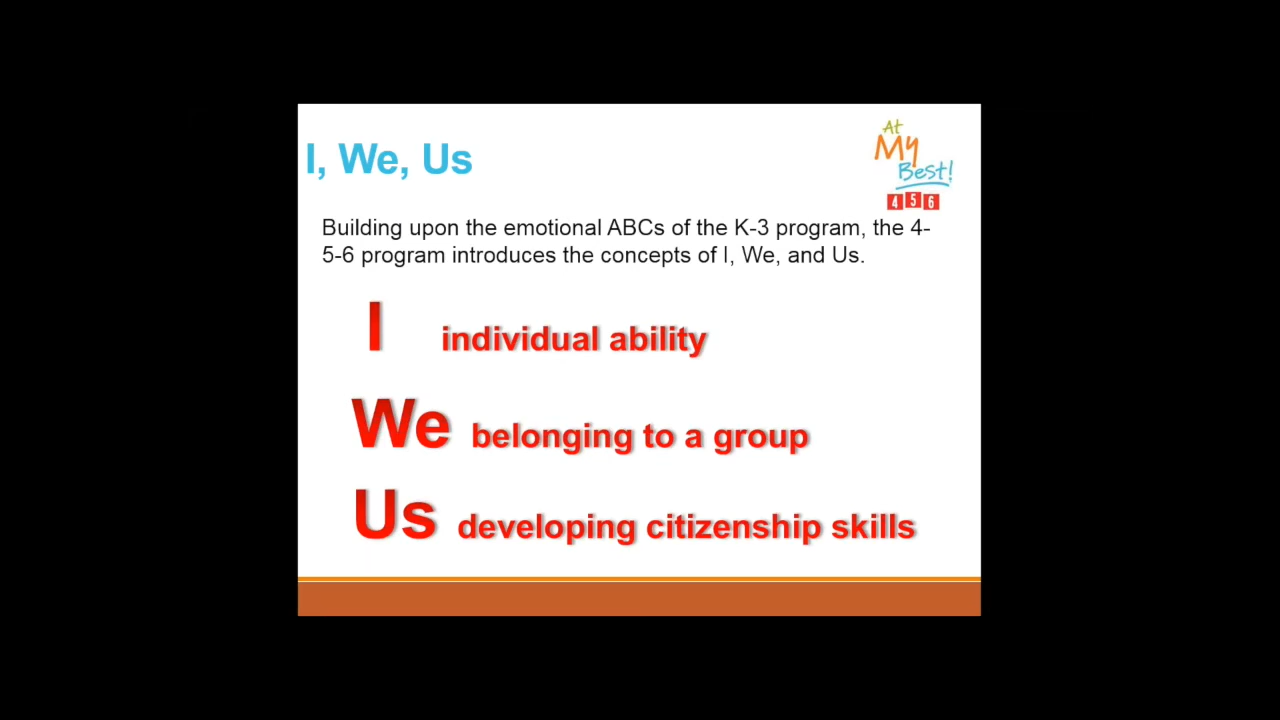 I, We, Us
At
My
Best!
4 5 6
Building upon the emotional ABCs of the K-3 program, the 4-
5-6 program introduces the concepts of I, We, and Us.
I individual ability
We belonging to a group
Us developing citizenship skills